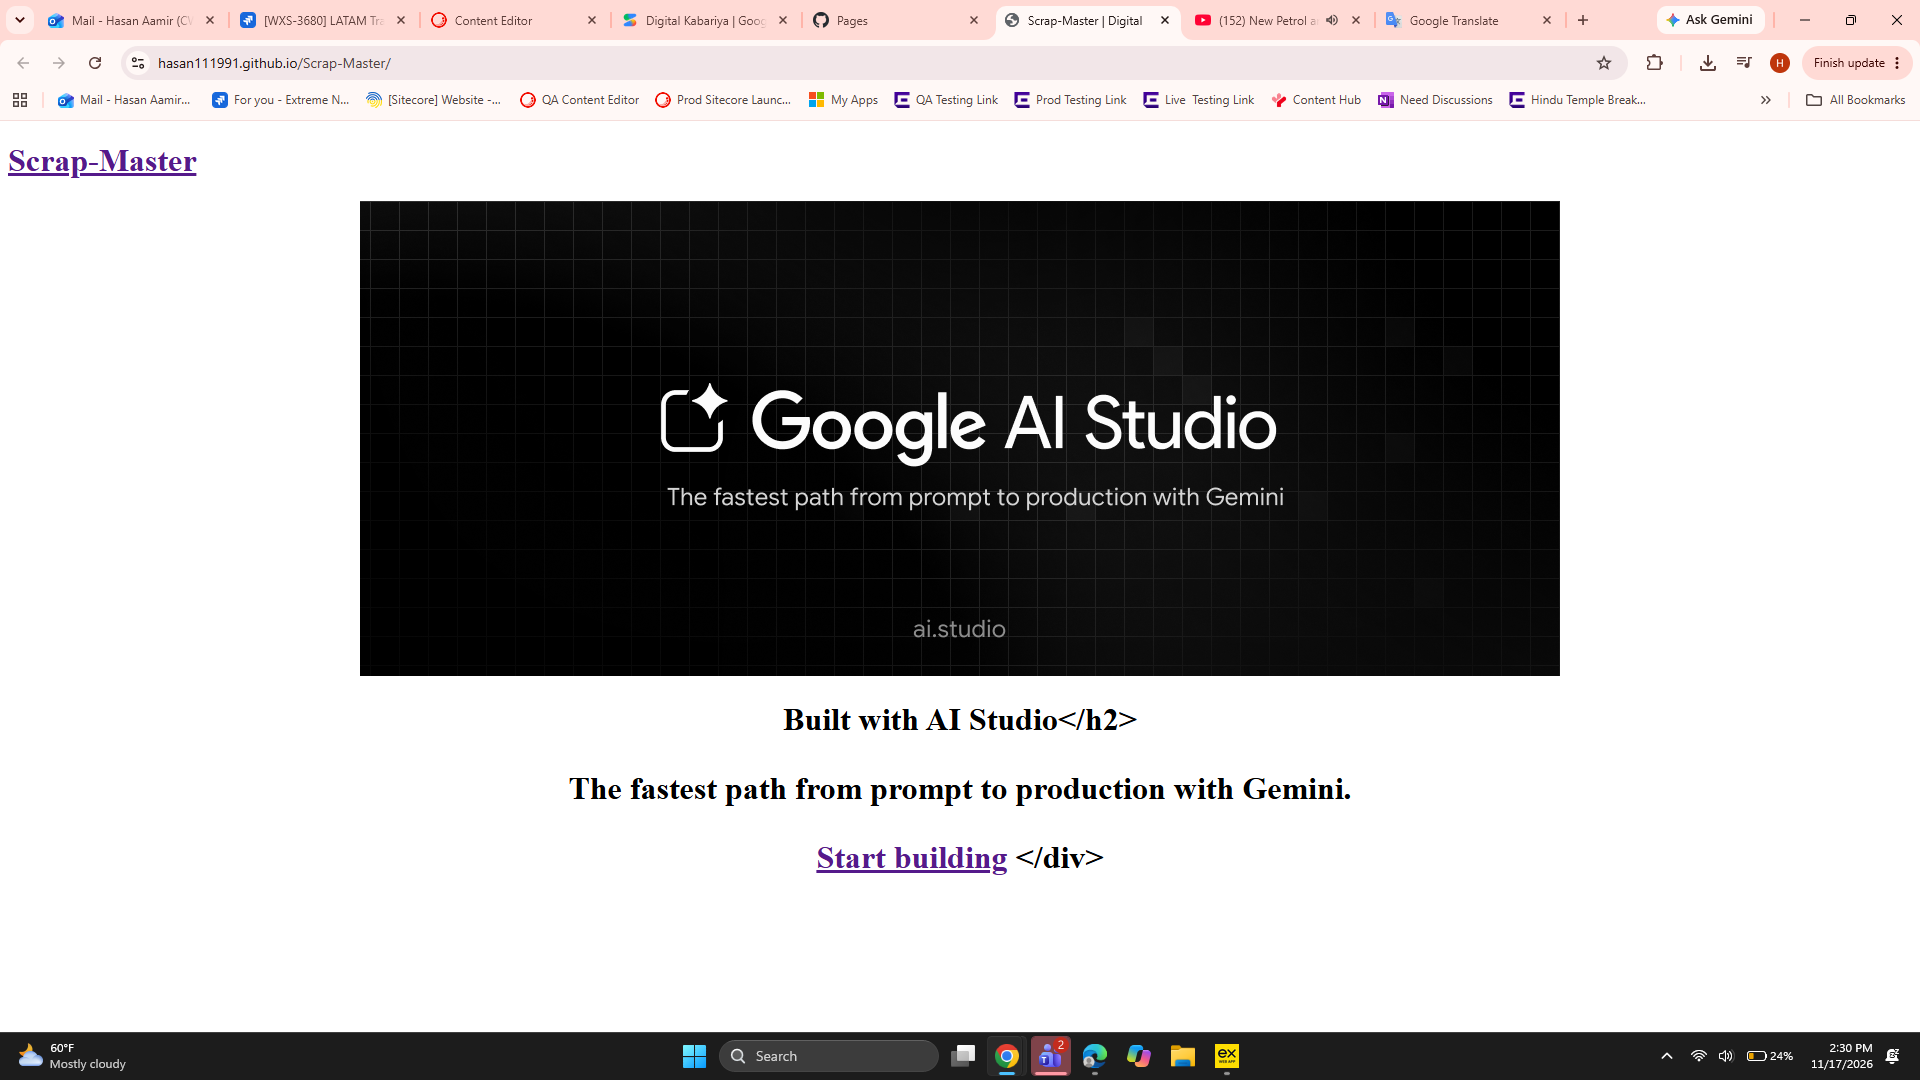 Mail - Hasan Aamir (CW
[WXS-3680] LATAM Tra
Content Editor
Digital Kabariya | Goog
Pages
Scrap-Master | Digital
(152) New Petrol a
Google Translate
Ask Gemini
hasan111991.github.io/Scrap-Master/
H
Finish update
Mail - Hasan Aamir...
For you - Extreme N...
[Sitecore] Website -...
QA Content Editor
Prod Sitecore Launc...
My Apps
QA Testing Link
Prod Testing Link
Live Testing Link
Content Hub
Need Discussions
Hindu Temple Break...
All Bookmarks
Scrap-Master
Google AI Studio
The fastest path from prompt to production with Gemini
ai.studio
Built with AI Studio</h2>
The fastest path from prompt to production with Gemini.
Start building </div>
60°F
Mostly cloudy
Search
2
24%
2:30 PM
11/17/2026